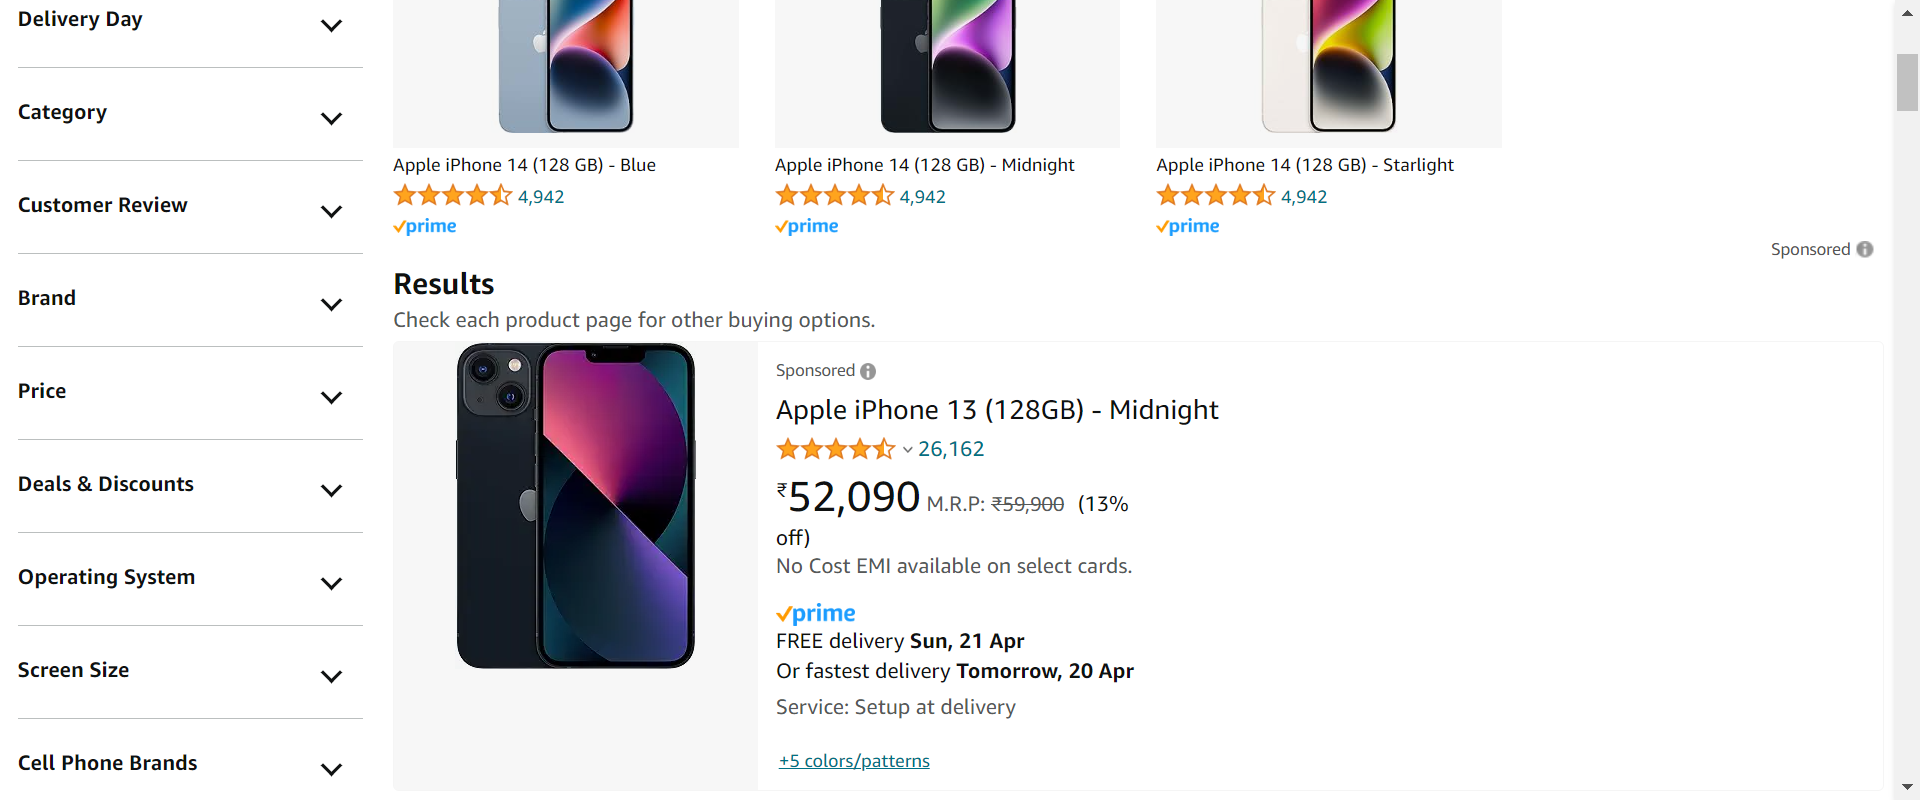 Delivery Day
Category
Customer Review
Brand
Price
Deals & Discounts
Operating System
Screen Size
Cell Phone Brands
Apple iPhone 14 (128 GB) - Blue
4,942
prime
Apple iPhone 14 (128 GB) - Midnight
4,942
prime
Apple iPhone 14 (128 GB) - Starlight
4,942
prime
Sponsored
Results
Check each product page for other buying options.
Sponsored
Apple iPhone 13 (128GB) - Midnight
26,162
₹52,090 M.R.P: ₹59,900 (13%
off)
No Cost EMI available on select cards.
prime
FREE delivery Sun, 21 Apr
Or fastest delivery Tomorrow, 20 Apr
Service: Setup at delivery
+5 colors/patterns